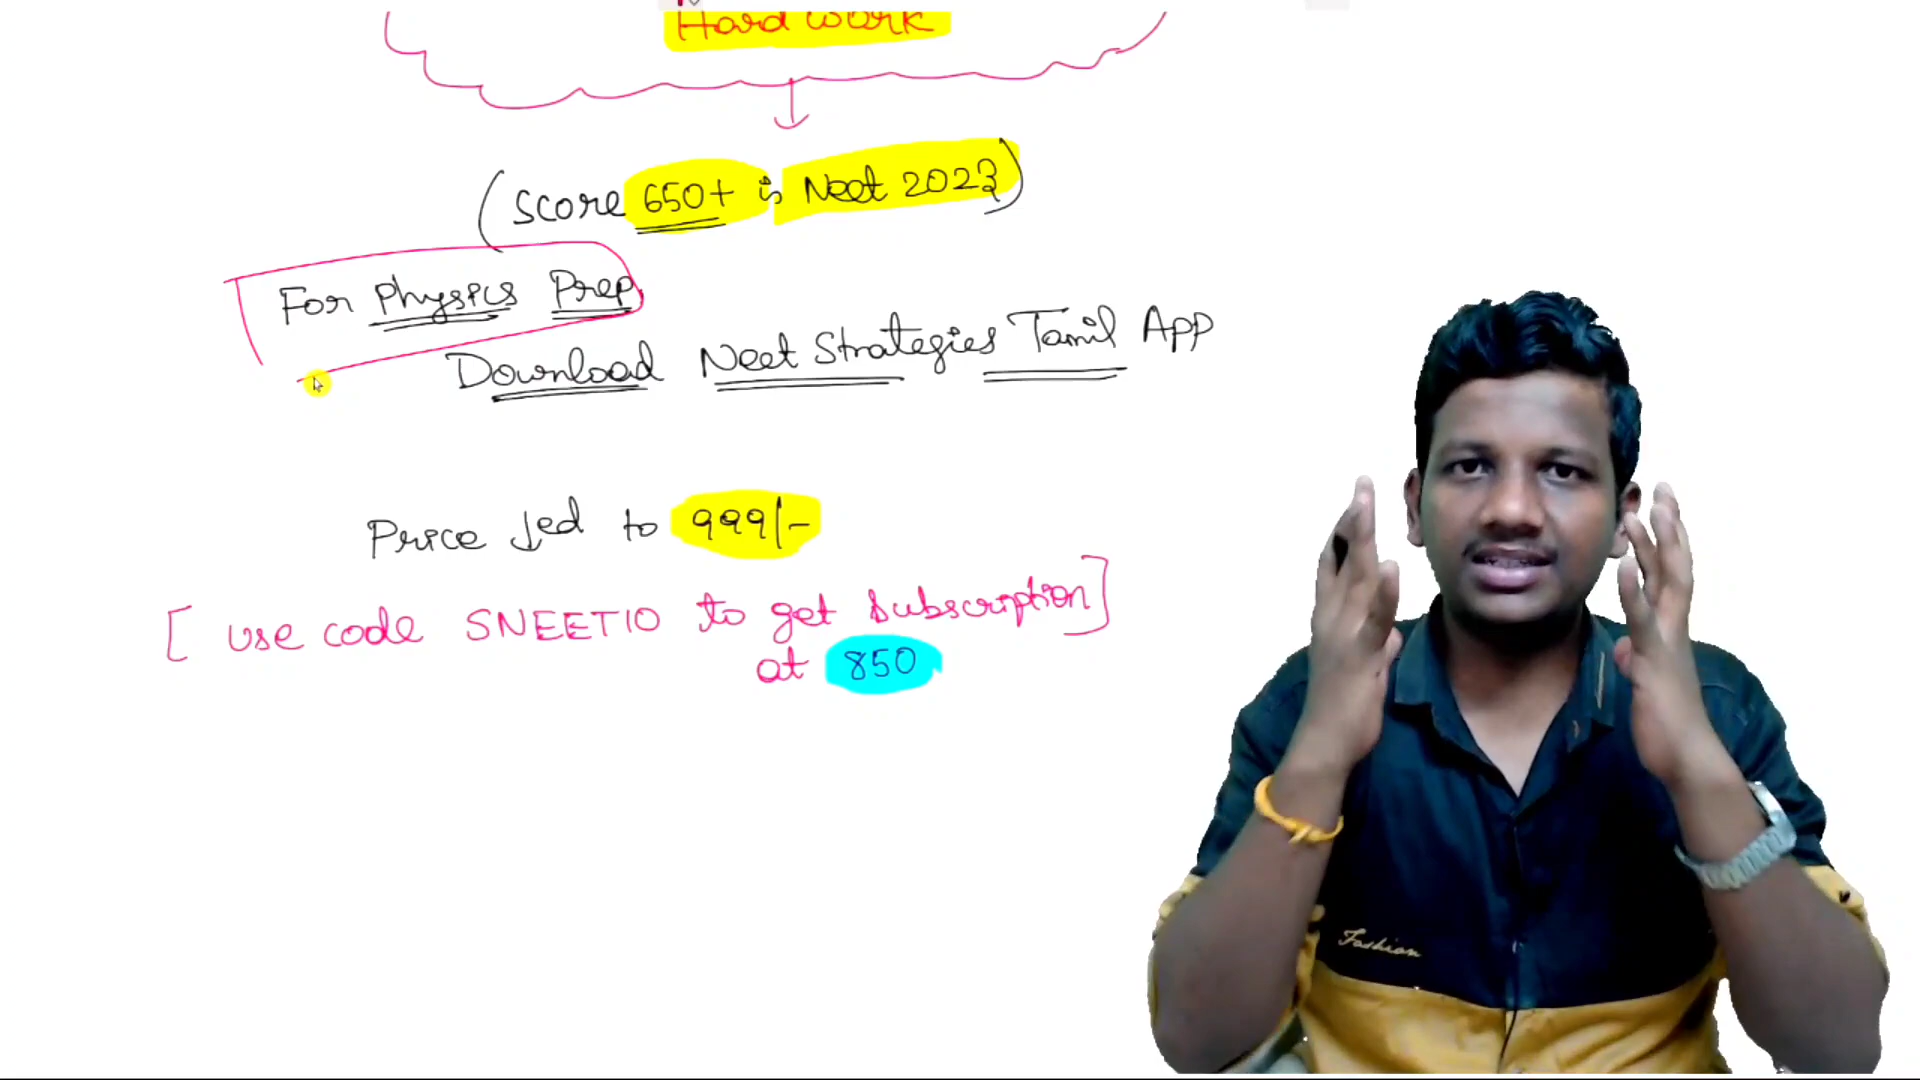 Hard work
(score 650+ in Neet 2023)
For Physics Prep
Download Neet Strategies Tamil App
Price ↓ed to 999/-
[use code SNEET10 to get subscription]
at 850
Fashion